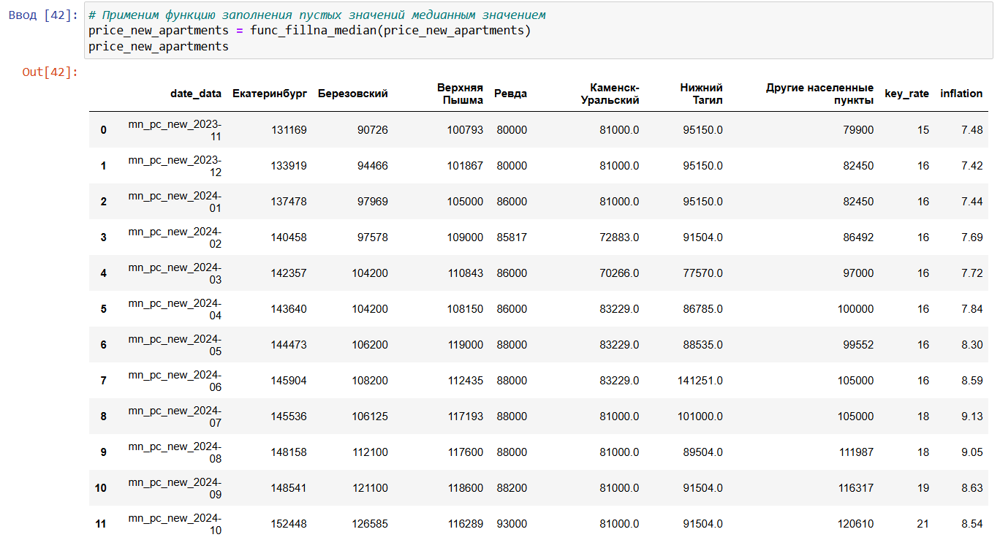 Ввод [42]: # Применим функцию заполнения пустых значений медианным значением
price_new_apartments = func_fillna_median(price_new_apartments)
price_new_apartments
Out[42]:
date_data Екатеринбург Березовский Верхняя Пышма Ревда Каменск-Уральский Нижний Тагил Другие населенные пункты key_rate inflation
0 mn_pc_new_2023-11 131169 90726 100793 80000 81000.0 95150.0 79900 15 7.48
1 mn_pc_new_2023-12 133919 94466 101867 80000 81000.0 95150.0 82450 16 7.42
2 mn_pc_new_2024-01 137478 97969 105000 86000 81000.0 95150.0 82450 16 7.44
3 mn_pc_new_2024-02 140458 97578 109000 85817 72883.0 91504.0 86492 16 7.69
4 mn_pc_new_2024-03 142357 104200 110843 86000 70266.0 77570.0 97000 16 7.72
5 mn_pc_new_2024-04 143640 104200 108150 86000 83229.0 86785.0 100000 16 7.84
6 mn_pc_new_2024-05 144473 106200 119000 88000 83229.0 88535.0 99552 16 8.30
7 mn_pc_new_2024-06 145904 108200 112435 88000 83229.0 141251.0 105000 16 8.59
8 mn_pc_new_2024-07 145536 106125 117193 88000 81000.0 101000.0 105000 18 9.13
9 mn_pc_new_2024-08 148158 112100 117600 88000 81000.0 89504.0 111987 18 9.05
10 mn_pc_new_2024-09 148541 121100 118600 88200 81000.0 91504.0 116317 19 8.63
11 mn_pc_new_2024-10 152448 126585 116289 93000 81000.0 91504.0 120610 21 8.54